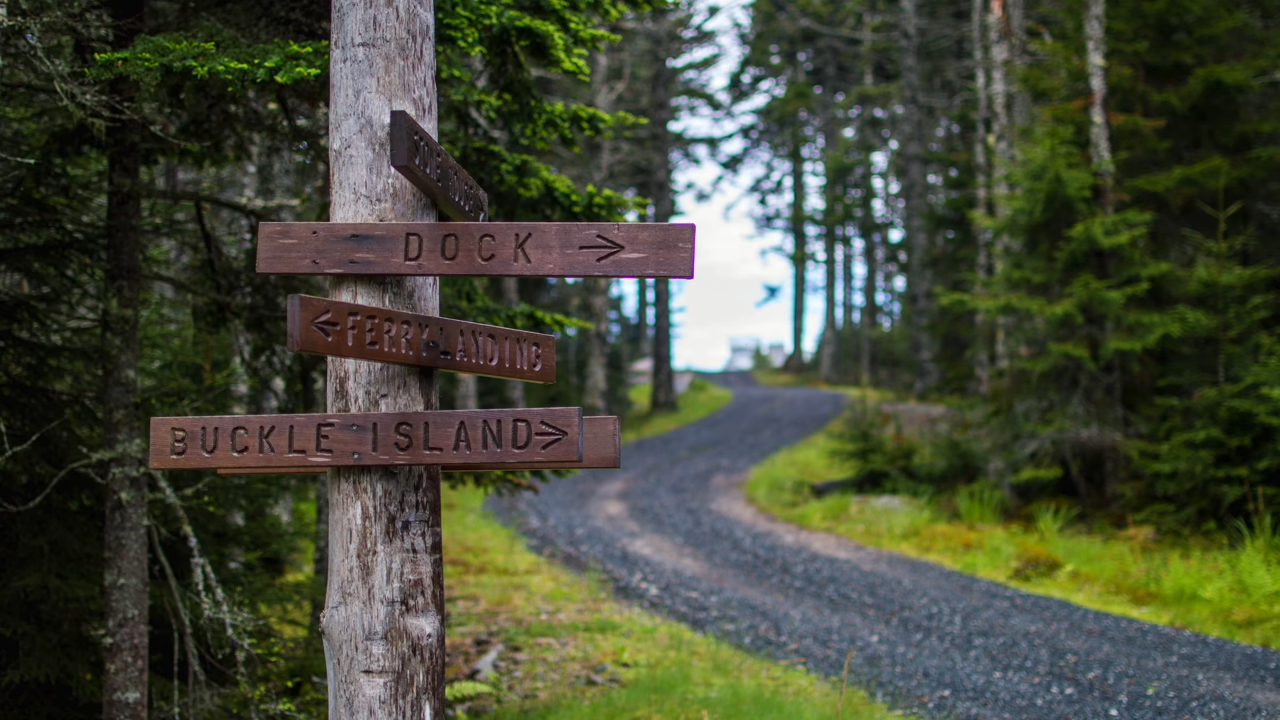 DOCK →
← FERRY LANDING
BUCKLE ISLAND →